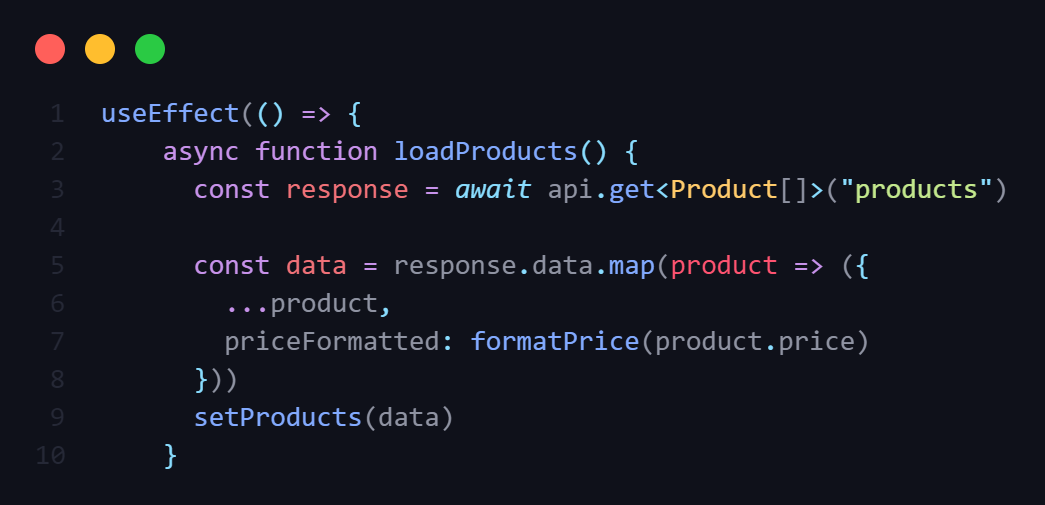 1 useEffect(() => {
2 async function loadProducts() {
3 const response = await api.get<Product[]>("products")
4
5 const data = response.data.map(product => ({
6 ...product,
7 priceFormatted: formatPrice(product.price)
8 }))
9 setProducts(data)
10 }